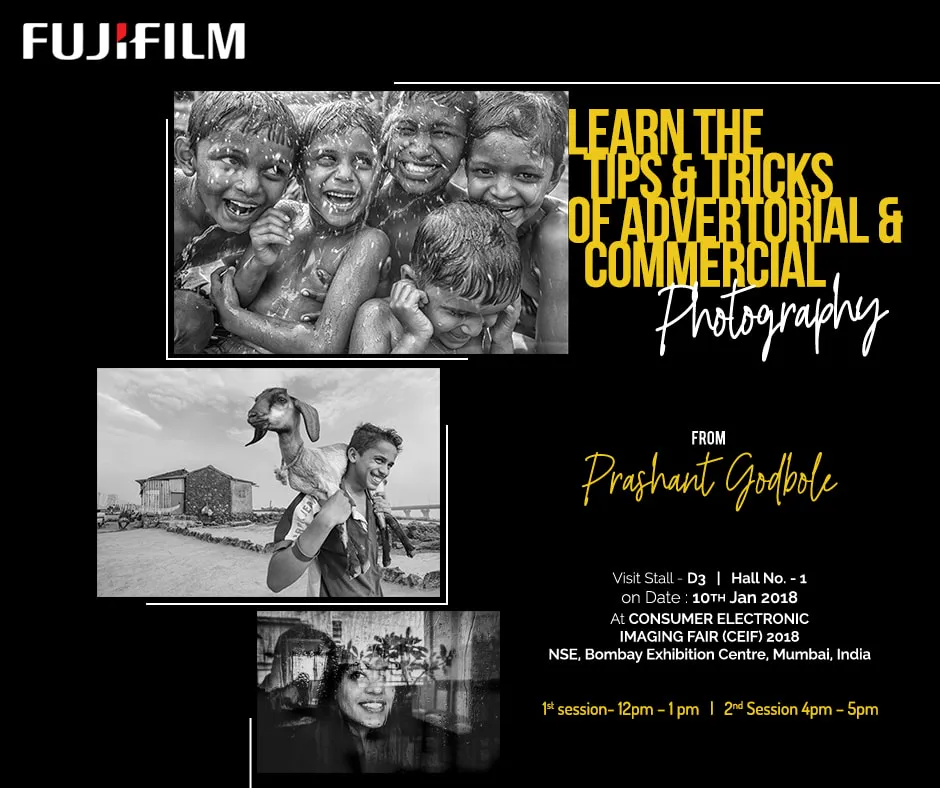 FUJIFILM
LEARN THE
TIPS & TRICKS
OF ADVERTORIAL &
COMMERCIAL
Photography
FROM
Prashant Godbole
Visit Stall - D3 | Hall No. - 1
on Date : 10TH Jan 2018
At CONSUMER ELECTRONIC
IMAGING FAIR (CEIF) 2018
NSE, Bombay Exhibition Centre, Mumbai, India
1st session- 12pm – 1 pm | 2nd Session 4pm – 5pm